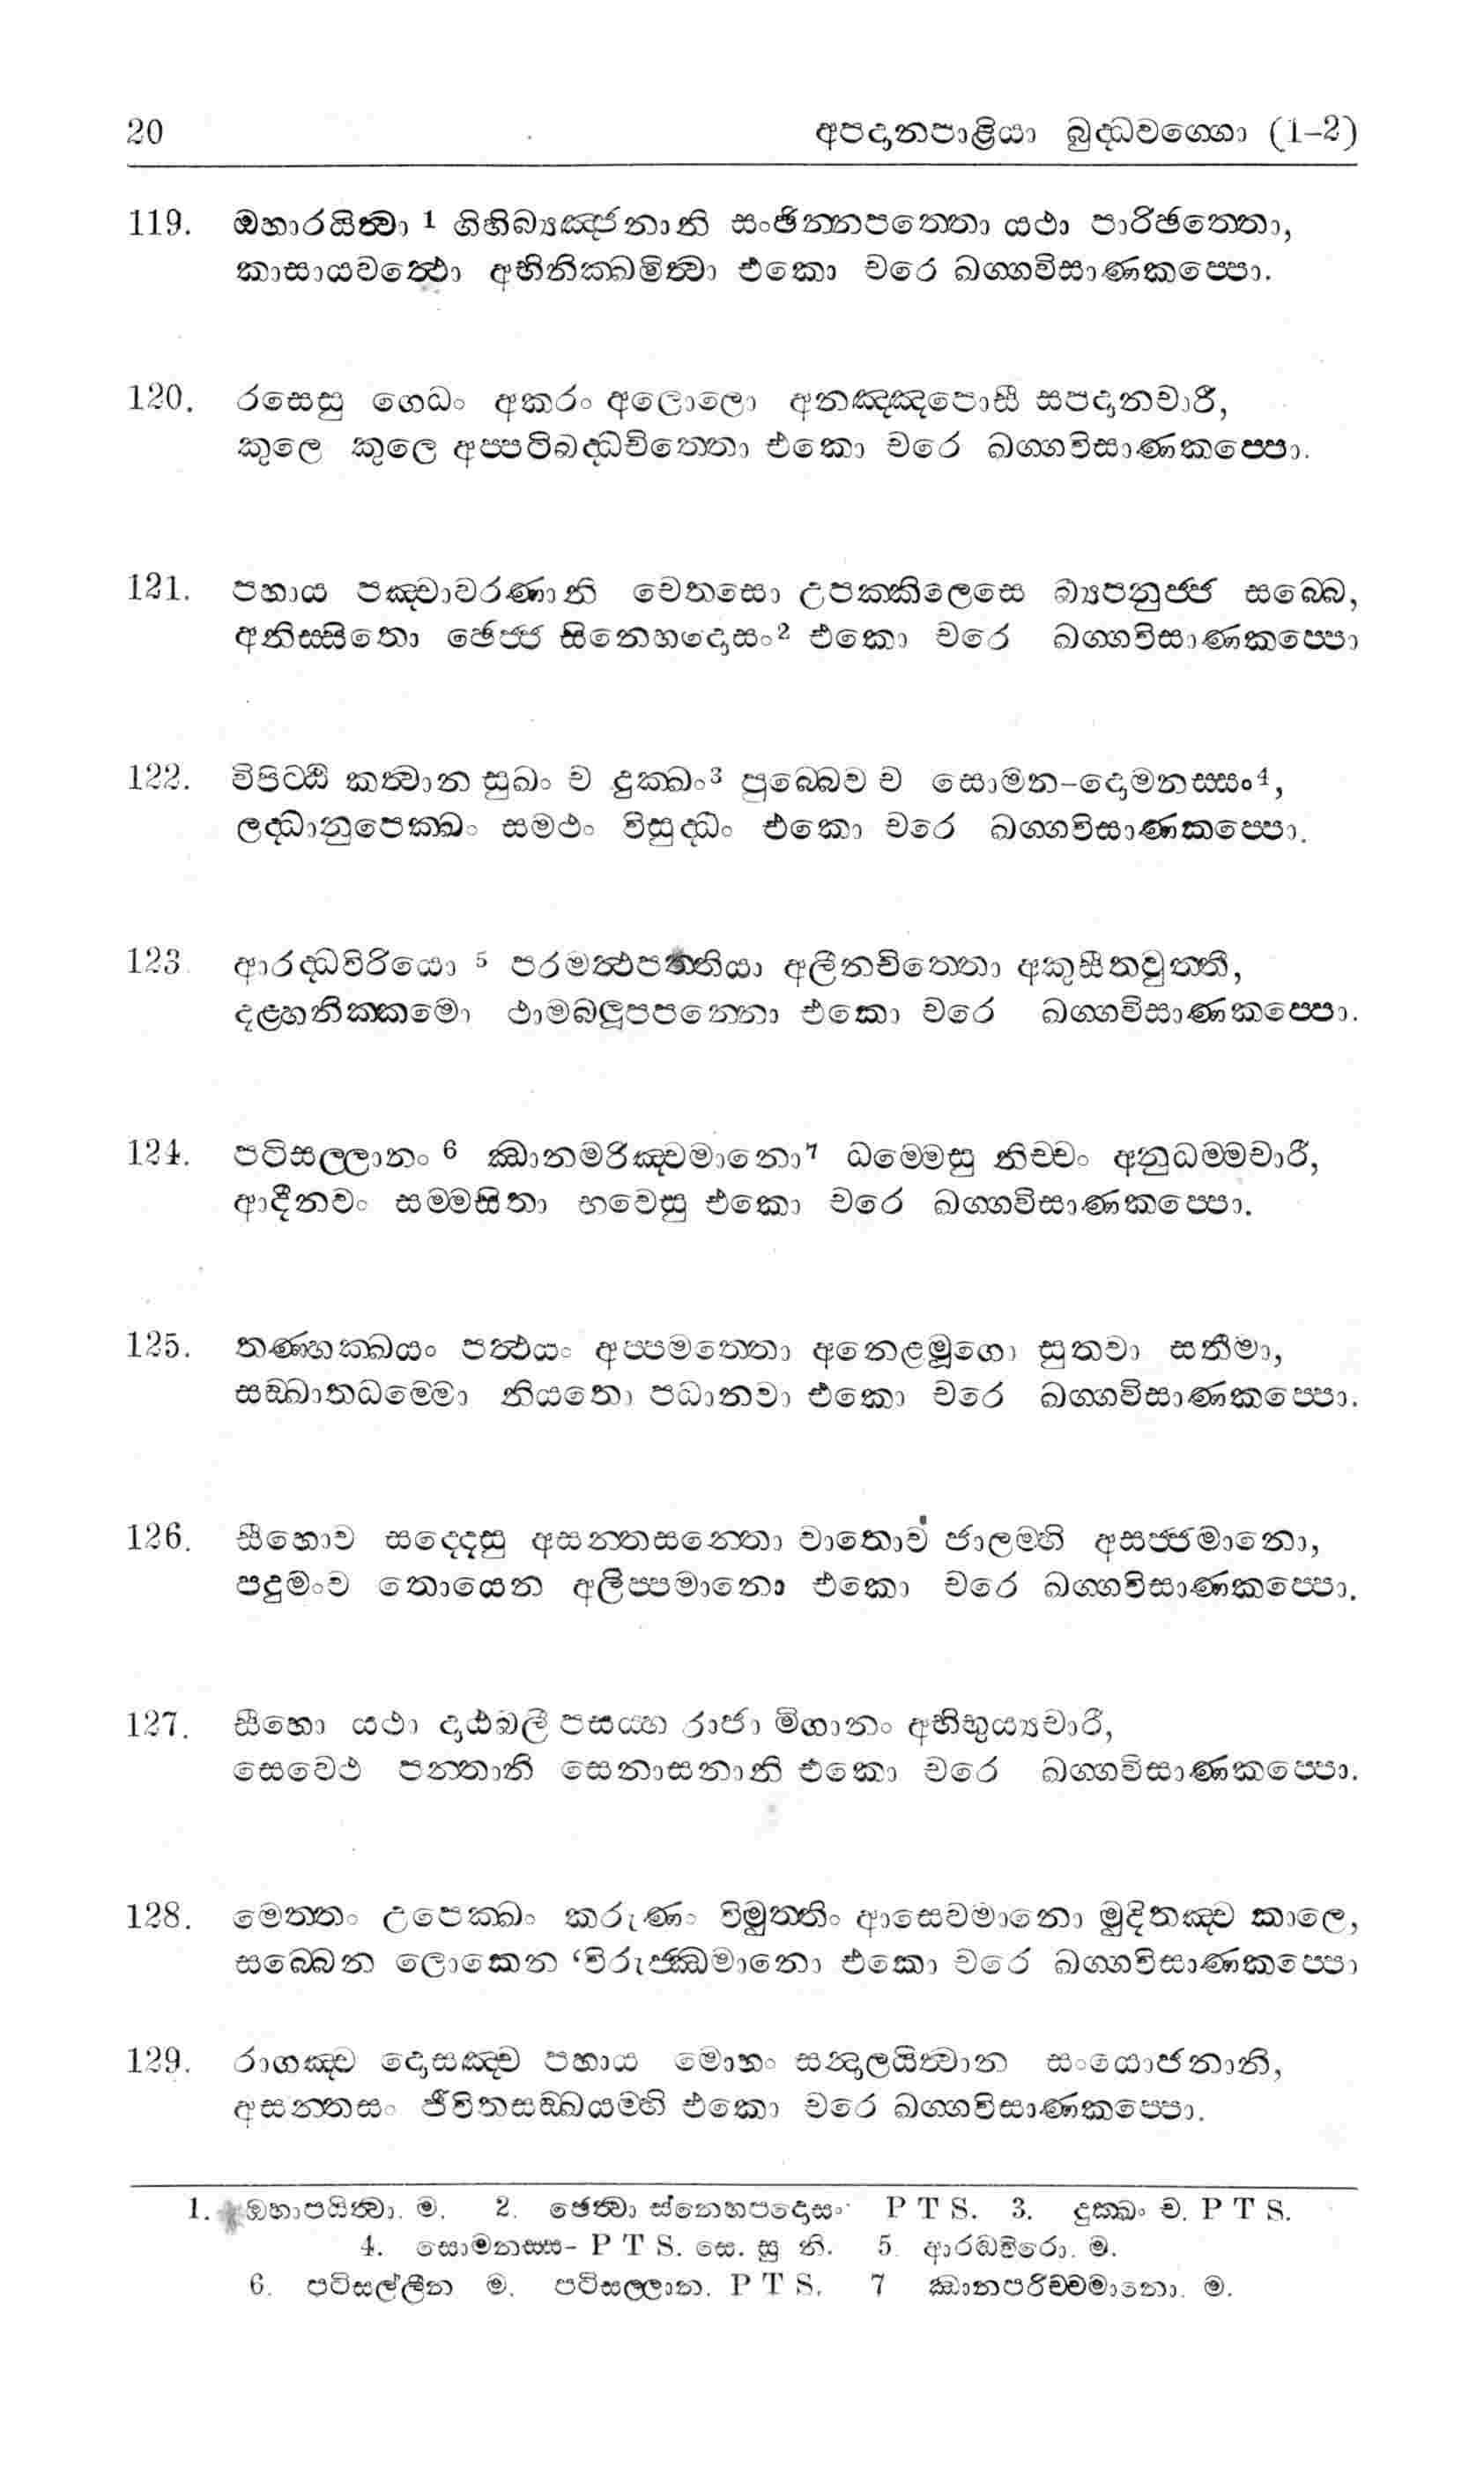 20 අපදානපාළියා බුද්ධවග්ගො (1-2)
119. ඔහාරයිත්වා 1 ගිහිබ්‍යඤ්ජනානි සංඡින්නපත්තො යථා පාරිඡත්තො,
කාසායවත්ථො අභිනික්ඛමිත්වා එකො චරෙ ඛග්ගවිසාණකප්පො.
120. රසෙසු ගෙධං අකරං අලොලො අනඤ්ඤපොසී සපදානචාරී,
කුලෙ කුලෙ අප්පටිබද්ධචිත්තො එකො චරෙ ඛග්ගවිසාණකප්පො.
121. පහාය පඤ්චාවරණානි චෙතසො උපක්කිලෙසෙ බ්‍යපනුජ්ජ සබ්බෙ,
අනිස්සිතො ඡෙජ්ජ සිනෙහදොසං2 එකො චරෙ ඛග්ගවිසාණකප්පො
122. විපිට්ඨි කත්වාන සුඛං ච දුක්ඛං3 පුබ්බෙව ච සොමන-දොමනස්සං4,
ලද්ධානුපෙක්ඛං සමථං විසුද්ධිං එකො චරෙ ඛග්ගවිසාණකප්පො.
123. ආරද්ධවිරියො 5 පරමත්ථපත්තියා අලීනචිත්තො අකුසීතවුත්තී,
දළ්හනික්කමො ථාමබලූපපන්නො එකො චරෙ ඛග්ගවිසාණකප්පො.
124. පටිසල්ලානං 6 ඣානමරිඤ්චමානො7 ධම්මෙසු නිච්චං අනුධම්මචාරී,
ආදීනවං සම්මසිතා භවෙසු එකො චරෙ ඛග්ගවිසාණකප්පො.
125. තණ්හක්ඛයං පත්ථයං අප්පමත්තො අනෙළමූගො සුතවා සතීමා,
සඞ්ඛාතධම්මො නියතො පධානවා එකො චරෙ ඛග්ගවිසාණකප්පො.
126. සීහොව සද්දෙසු අසන්තසන්තො වාතොව ජාලම්හි අසජ්ජමානො,
පදුමංව තොයෙන අලිප්පමානො එකො චරෙ ඛග්ගවිසාණකප්පො.
127. සීහො යථා දාඨබලී පසය්හ රාජා මිගානං අභිභුය්‍යචාරී,
සෙවෙථ පන්තානි සෙනාසනානි එකො චරෙ ඛග්ගවිසාණකප්පො.
128. මෙත්තං උපෙක්ඛං කරුණං විමුත්තිං ආසෙවමානො මුදිතඤ්ච කාලෙ,
සබ්බෙන ලොකෙන ‘විරුජ්ඣමානො එකො චරෙ ඛග්ගවිසාණකප්පො
129. රාගඤ්ච දොසඤ්ච පහාය මොහං සන්දාලයිත්වාන සංයොජනානි,
අසන්තසං ජීවිතසඞ්ඛයම්හි එකො චරෙ ඛග්ගවිසාණකප්පො.
1. ඔහාපයිත්වා. ම. 2. ඡෙත්වා ස්නෙහපදොසං P T S. 3. දුක්ඛං ච. P T S.
4. සොමනස්ස- P T S. සෙ. සු නි. 5. ආරබ්භවිරො. ම.
6. පටිසල්ලීන ම. පටිසල්ලාන. P T S. 7 ඣානපරිච්චමානො. ම.